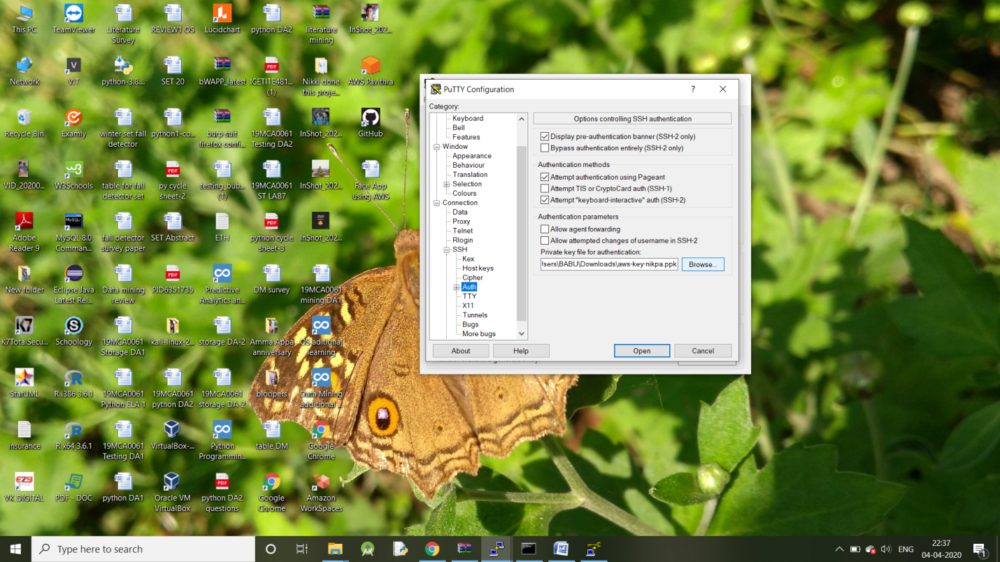 This PC
TeamViewer
Literature
Survey
REVIEW1 OS
Lucidchart
python DA2
literature
mining
InShot_202...
Network
VIT
python-3.8....
SET 20
bWAPP_latest
ICETITE481...
(1)
Nikki done
this proje...
AWS Pavithra
Recycle Bin
Examly
winter set fall
detector
python1-co...
burp suit
firefox confi...
19MCA0061
Testing DA2
InShot_202...
GitHub
VID_20200...
W3Schools
table for fall
detector set
py cycle
sheet-2
testing_bub...
(1)
19MCA0061
ST LAB7
InShot_202...
Face App
using AWS
Adobe
Reader 9
MySQL 8.0
Comman...
fall detector
survey paper
SET Abstract
ETH
python cycle
sheet-3
InShot_202...
New folder
Eclipse Java
Latest Rel...
Data mining
review
PID6351735
Predictive
Analytics an...
DM survey
19MCA0061
mining DA1
K7TotalSecu...
Schoology
19MCA0061
Storage DA1
kali-linux-2...
storage DA-2
Amma Appa
anniversary
OS aditional
learning
StarUML
R i386 3.6.1
19MCA0061
Python ELA 1
19MCA0061
python DA2
19MCA0061
storage DA-2
bloopers
Data Mining
additional ...
insurance
R x64 3.6.1
19MCA0061
Testing DA1
VirtualBox-...
Python
Programmin...
table DM
Google
Chrome
VK DIGITAL
PDF - DOC
python DA1
Oracle VM
VirtualBox
python DA2
questions
Google
Chrome
Amazon
WorkSpaces
PuTTY Configuration
Category:
Keyboard
Bell
Features
Window
Appearance
Behaviour
Translation
Selection
Colours
Connection
Data
Proxy
Telnet
Rlogin
SSH
Kex
Host keys
Cipher
Auth
TTY
X11
Tunnels
Bugs
More bugs
Options controlling SSH authentication
Display pre-authentication banner (SSH-2 only)
Bypass authentication entirely (SSH-2 only)
Authentication methods
Attempt authentication using Pageant
Attempt TIS or CryptoCard auth (SSH-1)
Attempt "keyboard-interactive" auth (SSH-2)
Authentication parameters
Allow agent forwarding
Allow attempted changes of username in SSH-2
Private key file for authentication:
sers\BABU\Downloads\aws-key-nikpa.ppk
Browse...
About
Help
Open
Cancel
Type here to search
ENG
22:37
04-04-2020
1